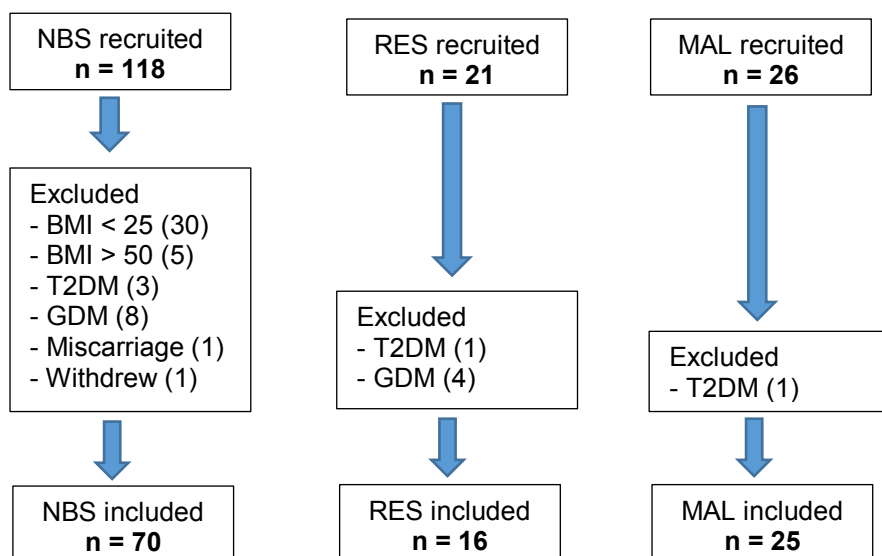 NBS recruited
n = 118
Excluded
- BMI < 25 (30)
- BMI > 50 (5)
- T2DM (3)
- GDM (8)
- Miscarriage (1)
- Withdrew (1)
NBS included
n = 70
RES recruited
n = 21
Excluded
- T2DM (1)
- GDM (4)
RES included
n = 16
MAL recruited
n = 26
Excluded
- T2DM (1)
MAL included
n = 25